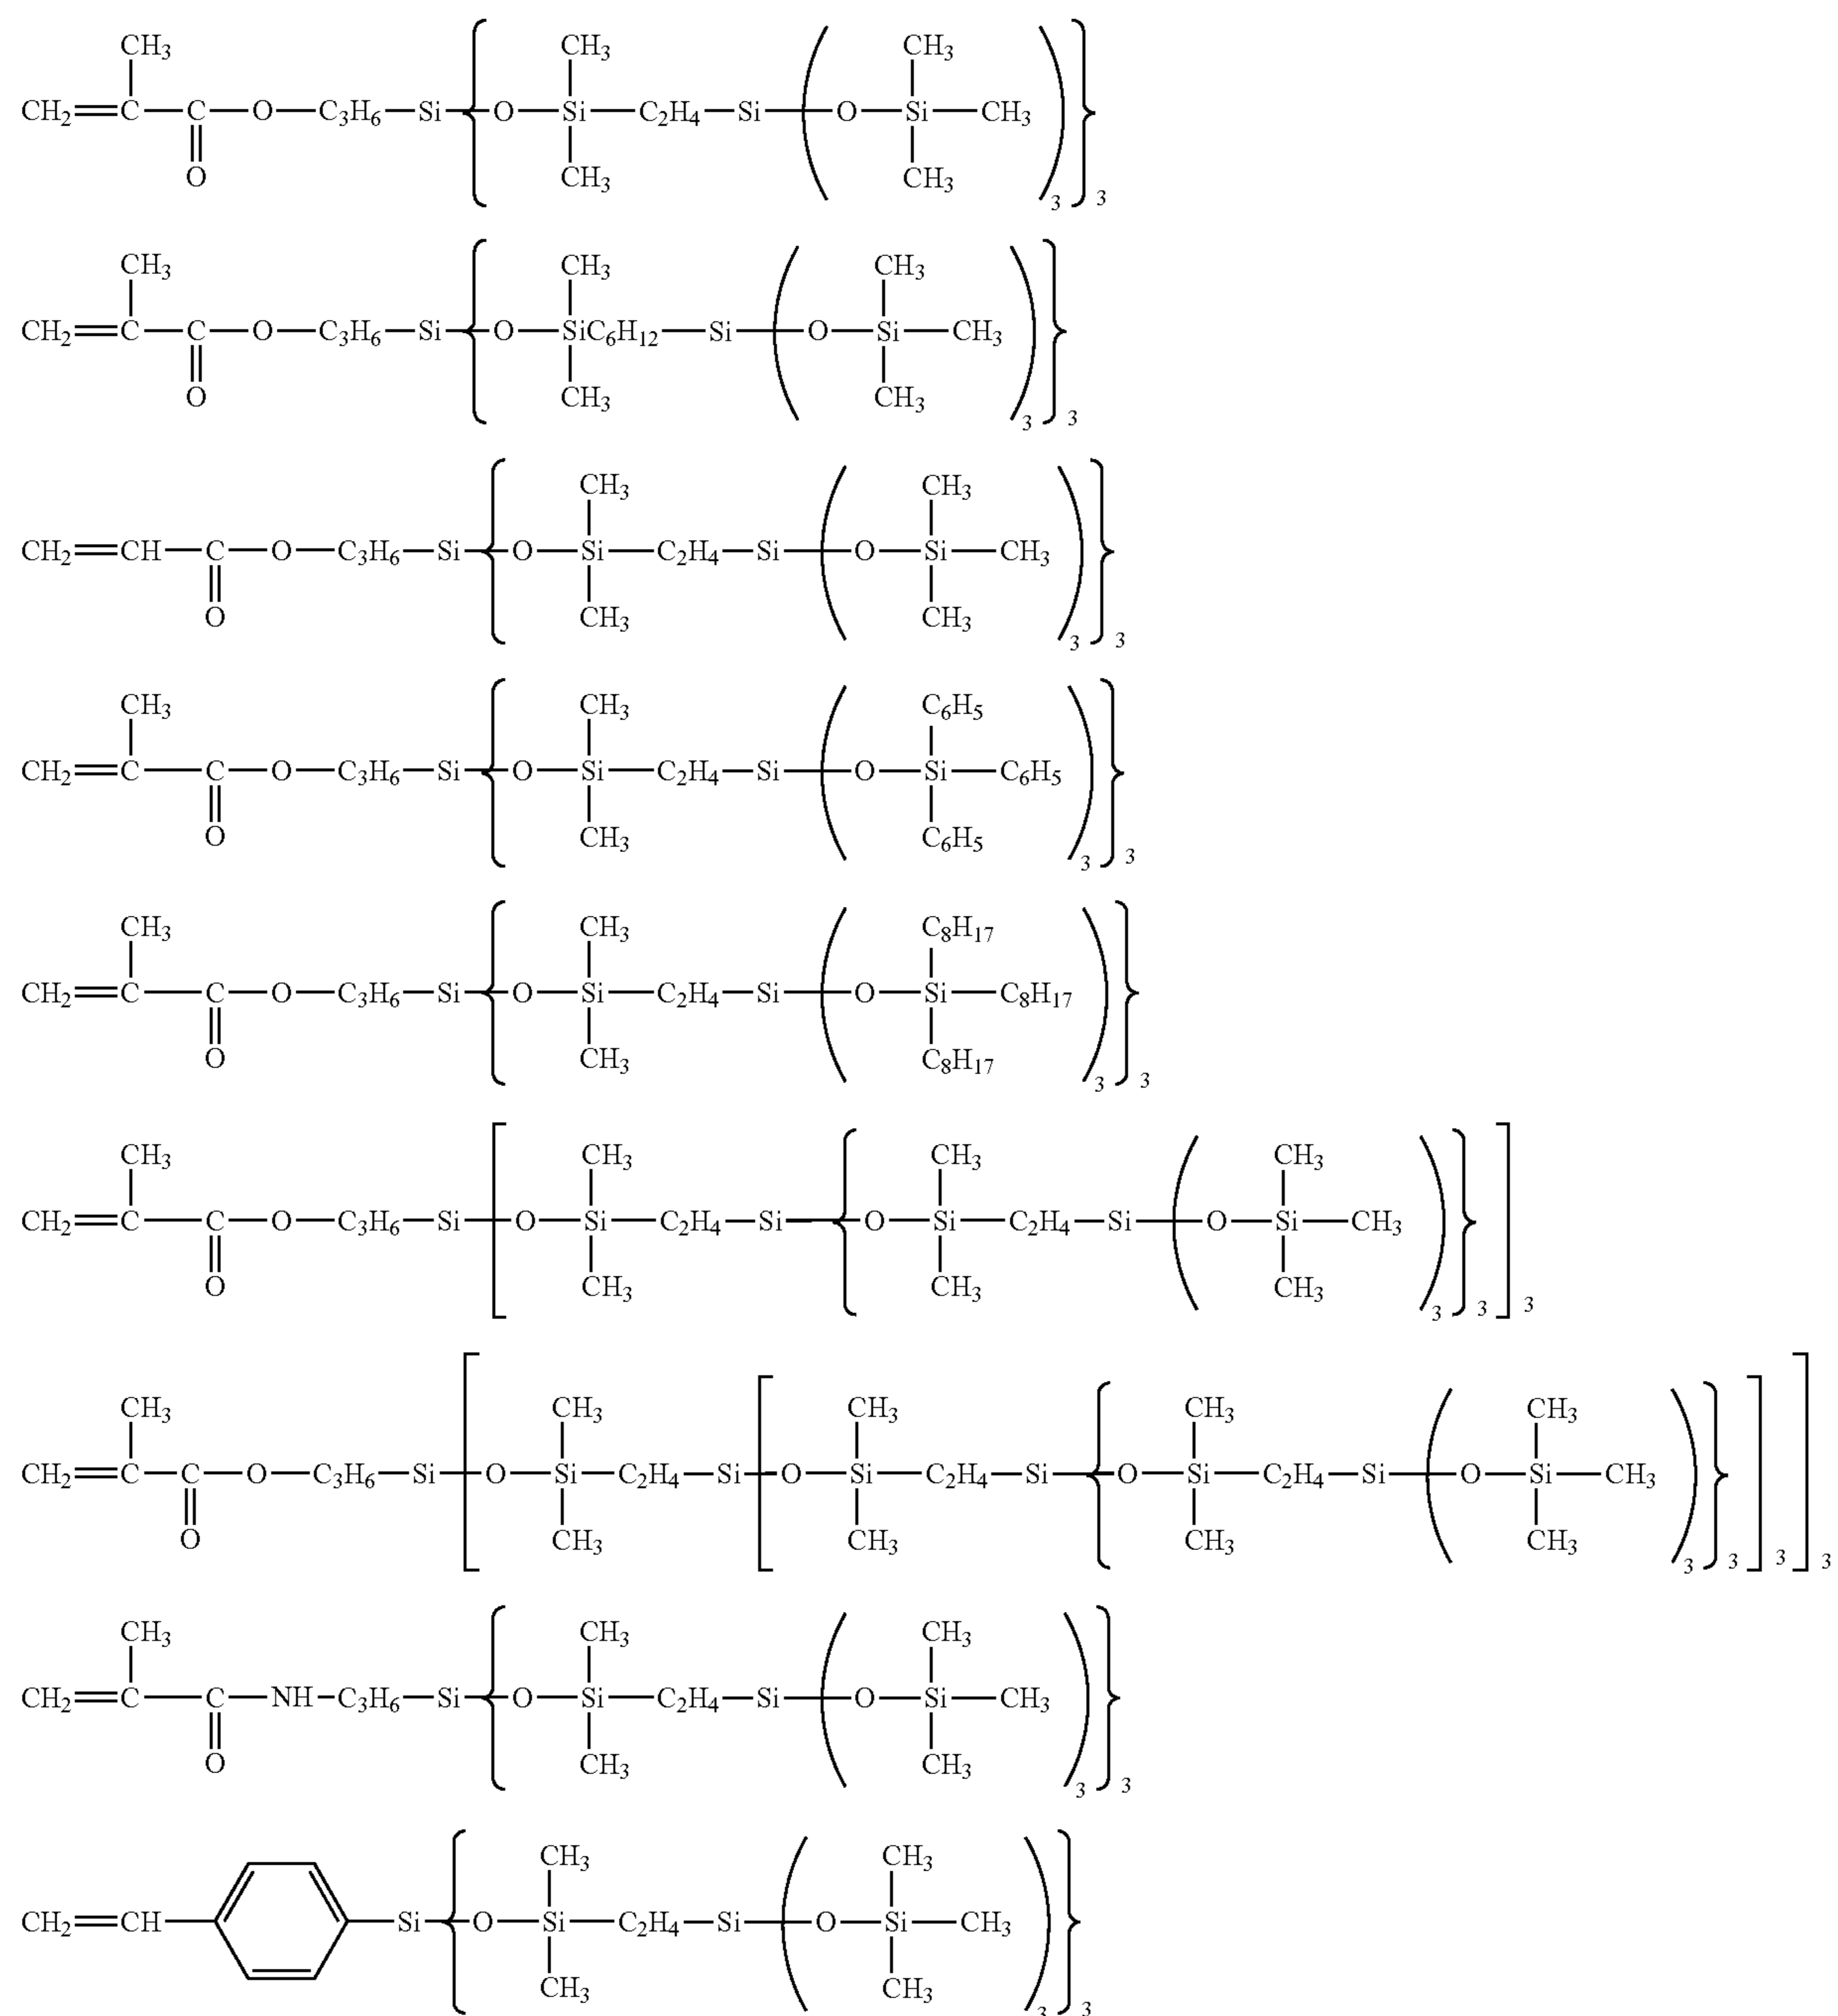 CH3 CH3 CH3
CH2=C—C—O—C3H6—Si{O—Si—C2H4—Si(O—Si—CH3)3}3
O CH3 CH3
CH3 CH3 CH3
CH2=C—C—O—C3H6—Si{O—SiC6H12—Si(O—Si—CH3)3}3
O CH3 CH3
CH3 CH3
CH2=CH—C—O—C3H6—Si{O—Si—C2H4—Si(O—Si—CH3)3}3
O CH3 CH3
CH3 CH3 C6H5
CH2=C—C—O—C3H6—Si{O—Si—C2H4—Si(O—Si—C6H5)3}3
O CH3 C6H5
CH3 CH3 C8H17
CH2=C—C—O—C3H6—Si{O—Si—C2H4—Si(O—Si—C8H17)3}3
O CH3 C8H17
CH3 CH3 CH3 CH3
CH2=C—C—O—C3H6—Si[O—Si—C2H4—Si{O—Si—C2H4—Si(O—Si—CH3)3}3]3
O CH3 CH3 CH3
CH3 CH3 CH3 CH3 CH3
CH2=C—C—O—C3H6—Si[O—Si—C2H4—Si[O—Si—C2H4—Si{O—Si—C2H4—Si(O—Si—CH3)3}3]3]3
O CH3 CH3 CH3 CH3
CH3 CH3 CH3
CH2=C—C—NH—C3H6—Si{O—Si—C2H4—Si(O—Si—CH3)3}3
O CH3 CH3
CH3 CH3
CH2=CH—Si{O—Si—C2H4—Si(O—Si—CH3)3}3
CH3 CH3